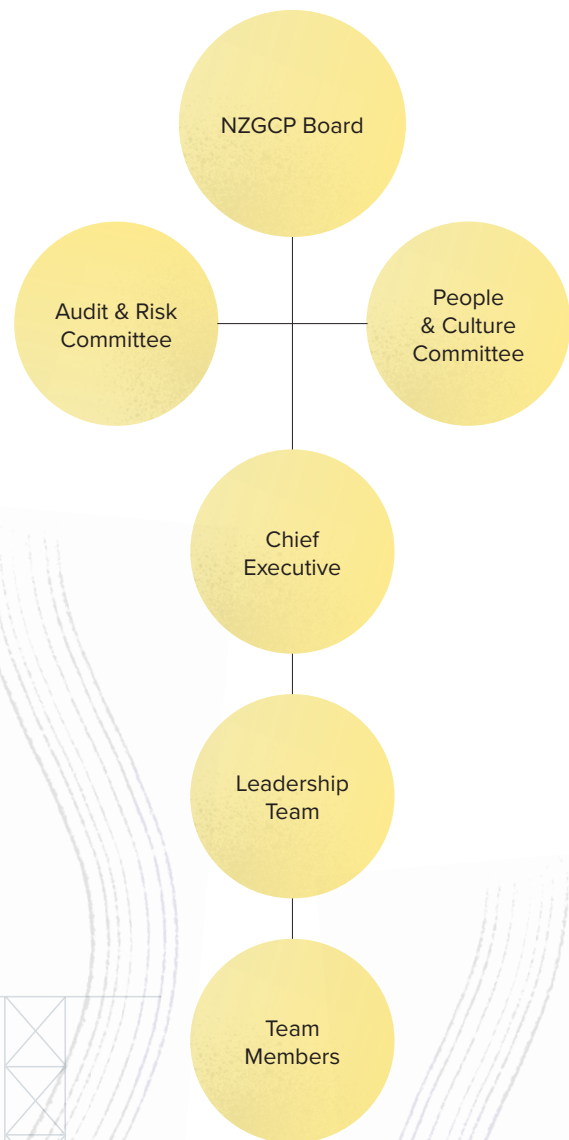 NZGCP Board
Audit & Risk
Committee
People
& Culture
Committee
Chief
Executive
Leadership
Team
Team
Members